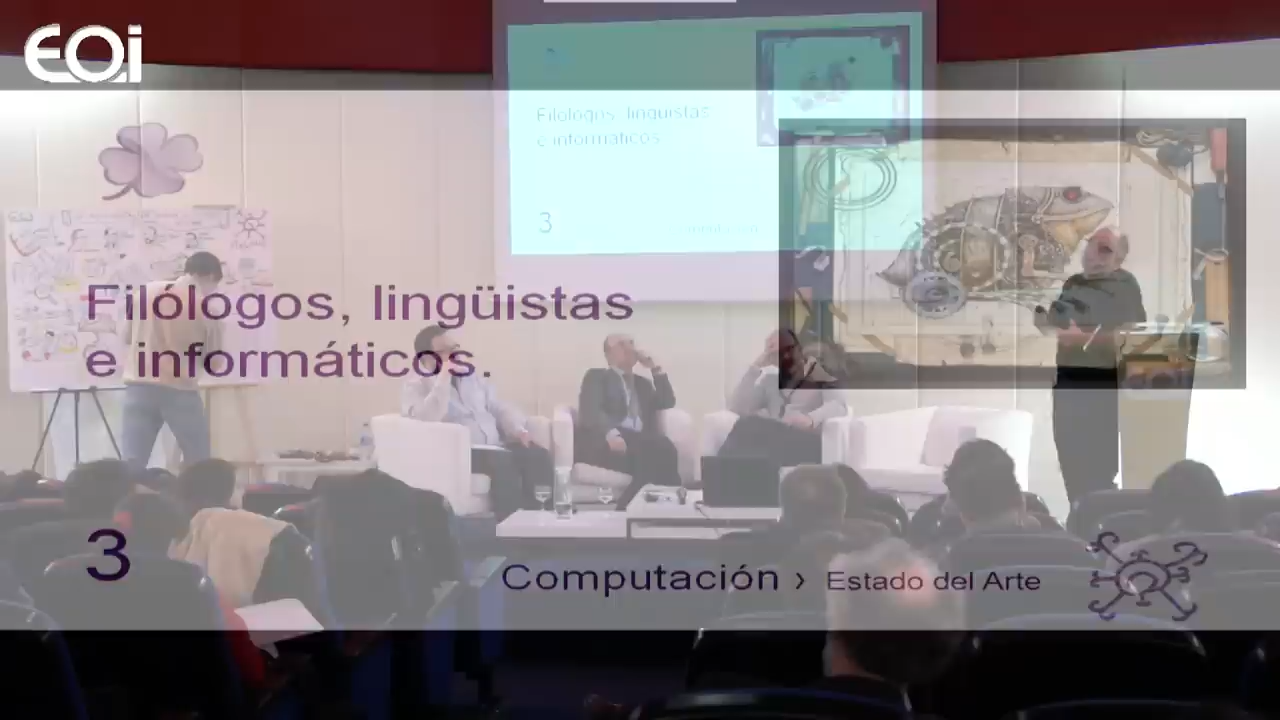 EOi
Filólogos, lingüistas
e informáticos
3
Filólogos, lingüistas
e informáticos.
3
Computación › Estado del Arte